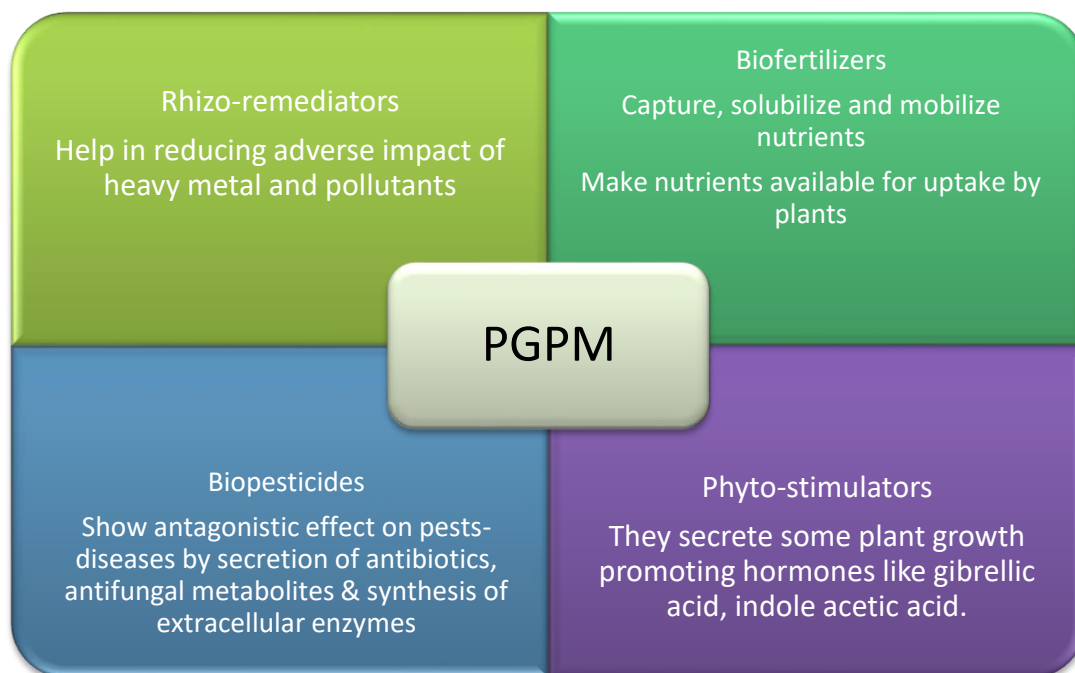 Rhizo-remediators
Help in reducing adverse impact of
heavy metal and pollutants
Biofertilizers
Capture, solubilize and mobilize
nutrients
Make nutrients available for uptake by
plants
PGPM
Biopesticides
Show antagonistic effect on pests-
diseases by secretion of antibiotics,
antifungal metabolites & synthesis of
extracellular enzymes
Phyto-stimulators
They secrete some plant growth
promoting hormones like gibrellic
acid, indole acetic acid.